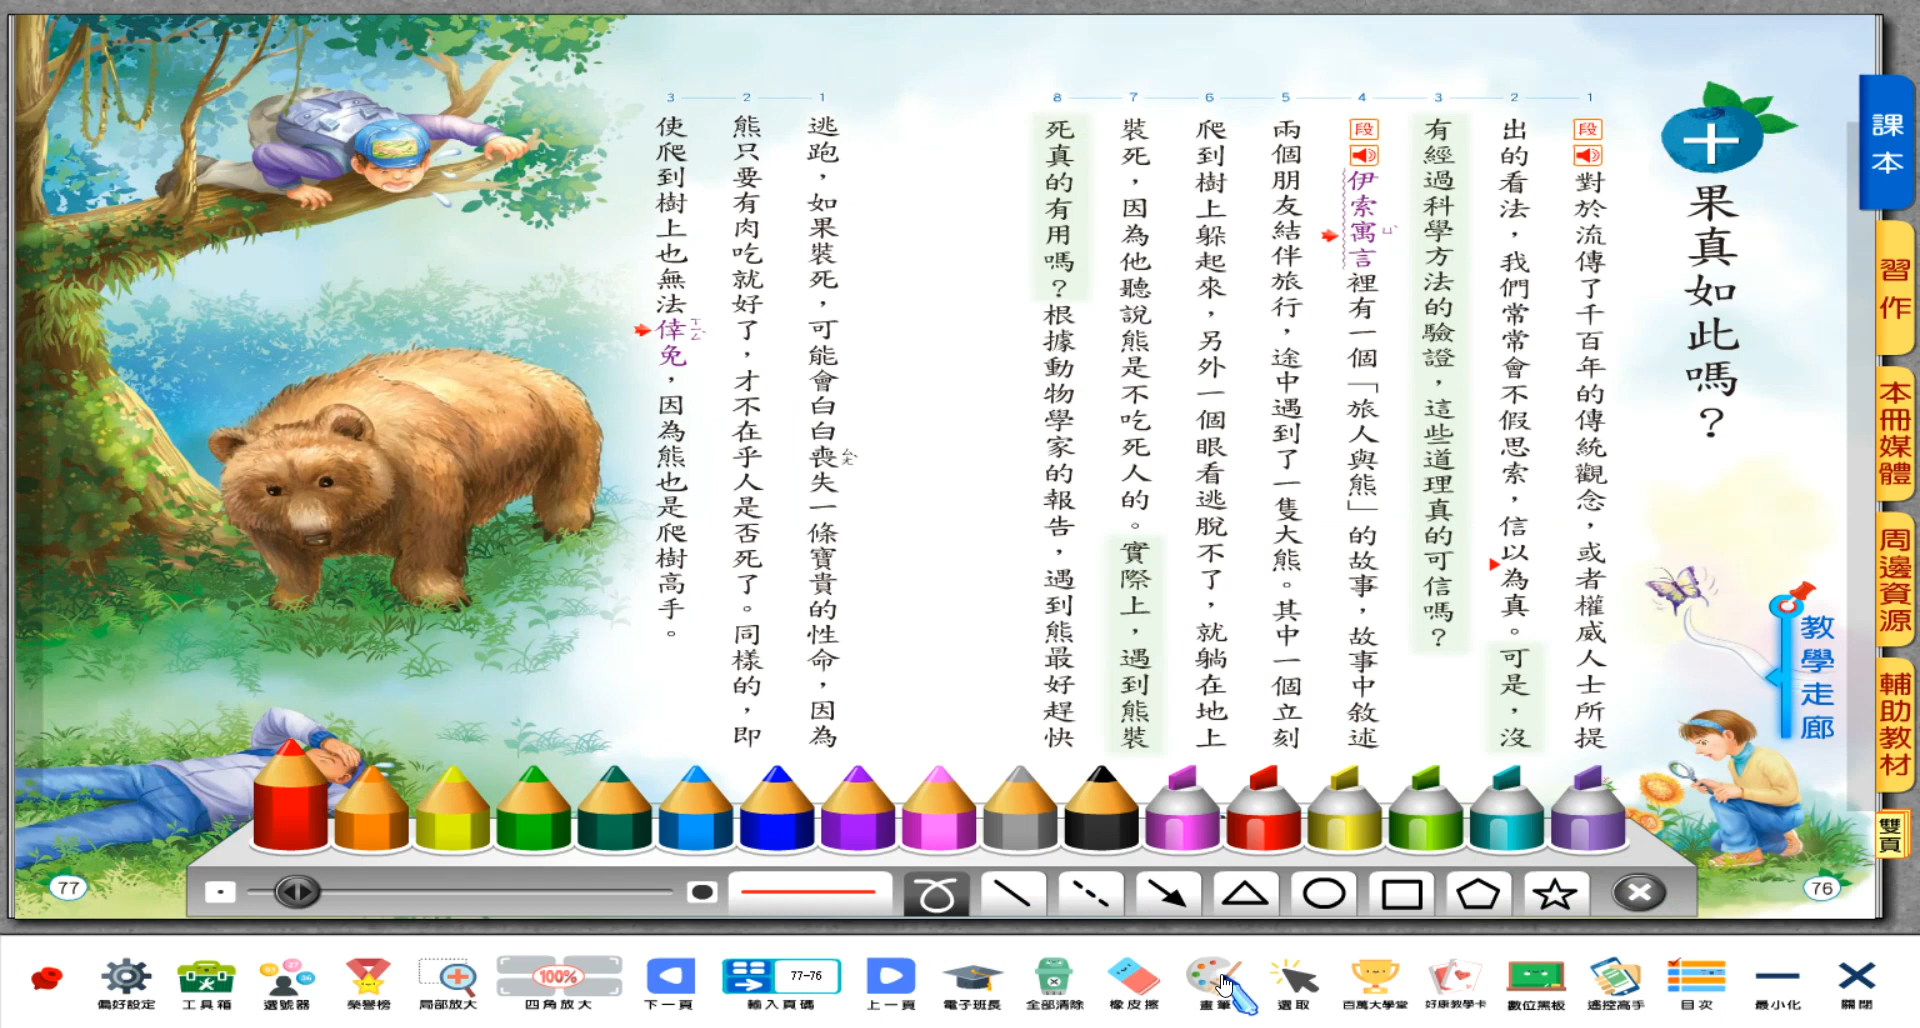 十 果真如此嗎？
1 2 3 4 5 6 7 8
段 對於流傳了千百年的傳統觀念，或者權威人士所提
出的看法，我們常常會不假思索，信以為真。可是，沒
有經過科學方法的驗證，這些道理真的可信嗎？
段 伊索寓言裡有一個「旅人與熊」的故事，故事中敘述
ㄩˋ
兩個朋友結伴旅行，途中遇到了一隻大熊。其中一個立刻
爬到樹上躲起來，另外一個眼看逃脫不了，就躺在地上
裝死，因為他聽說熊是不吃死人的。實際上，遇到熊裝
死真的有用嗎？根據動物學家的報告，遇到熊最好趕快
1 2 3
逃跑，如果裝死，可能會白白喪失一條寶貴的性命，因為
ㄙㄤˋ
熊只要有肉吃就好了，才不在乎人是否死了。同樣的，即
使爬到樹上也無法倖免，因為熊也是爬樹高手。
ㄒㄧㄥˋ
教學走廊
76
77
課本
習作
本冊媒體
周邊資源
輔助教材
雙頁
偏好設定
工具箱
83 27 36
選號器
榮譽榜
局部放大
100%
四角放大
下一頁
77-76
輸入頁碼
上一頁
電子班長
全部清除
橡皮擦
畫筆
選取
百萬大學堂
好康教學卡
數位黑板
遙控高手
目次
最小化
關閉